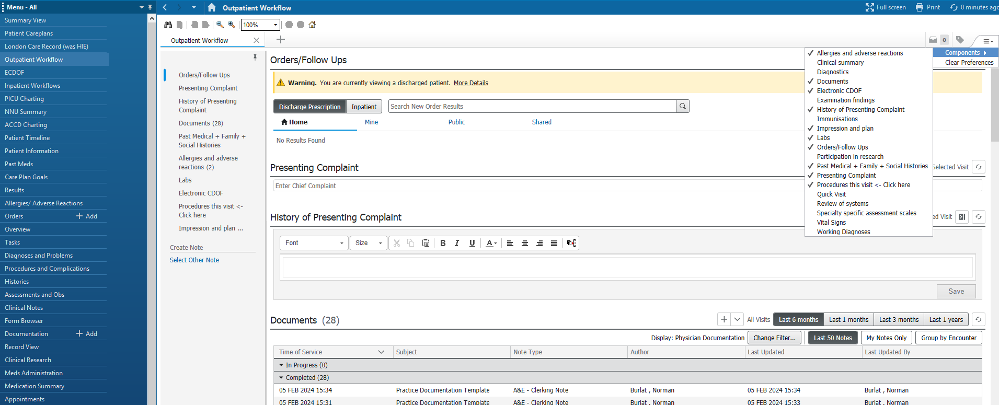 Menu - All
Outpatient Workflow
Full screen
Print
0 minutes ago
Summary View
Patient Careplans
London Care Record (was HIE)
Outpatient Workflow
ECDOF
Inpatient Workflows
PICU Charting
NNU Summary
ACCD Charting
Patient Timeline
Patient Information
Past Meds
Care Plan Goals
Results
Allergies/ Adverse Reactions
Orders
Add
Overview
Tasks
Diagnoses and Problems
Procedures and Complications
Histories
Assessments and Obs
Clinical Notes
Form Browser
Documentation
Add
Record View
Clinical Research
Meds Administration
Medication Summary
Appointments
100%
Outpatient Workflow
0
Orders/Follow Ups
Presenting Complaint
History of Presenting
Complaint
Documents (28)
Past Medical + Family +
Social Histories
Allergies and adverse
reactions (2)
Labs
Electronic CDOF
Procedures this visit <-
Click here
Impression and plan ...
Create Note
Select Other Note
Components
Clear Preferences
Allergies and adverse reactions
Clinical summary
Diagnostics
Documents
Electronic CDOF
Examination findings
History of Presenting Complaint
Immunisations
Impression and plan
Labs
Orders/Follow Ups
Participation in research
Past Medical + Family + Social Histories
Presenting Complaint
Procedures this visit <- Click here
Quick Visit
Review of systems
Specialty specific assessment scales
Vital Signs
Working Diagnoses
Orders/Follow Ups
Warning. You are currently viewing a discharged patient. More Details
Discharge Prescription Inpatient Search New Order Results
Home Mine Public Shared
No Results Found
Presenting Complaint
Selected Visit
Enter Chief Complaint
History of Presenting Complaint
Visit
Font Size B I U A
Save
Documents (28)
All Visits Last 6 months Last 1 months Last 3 months Last 1 years
Display: Physician Documentation Change Filter... Last 50 Notes My Notes Only Group by Encounter
Time of Service Subject Note Type Author Last Updated Last Updated By
In Progress (0)
Completed (28)
05 FEB 2024 15:34 Practice Documentation Template A&E - Clerking Note Burlat , Norman 05 FEB 2024 15:34 Burlat , Norman
05 FEB 2024 15:31 Practice Documentation Template A&E - Clerking Note Burlat , Norman 05 FEB 2024 15:33 Burlat , Norman